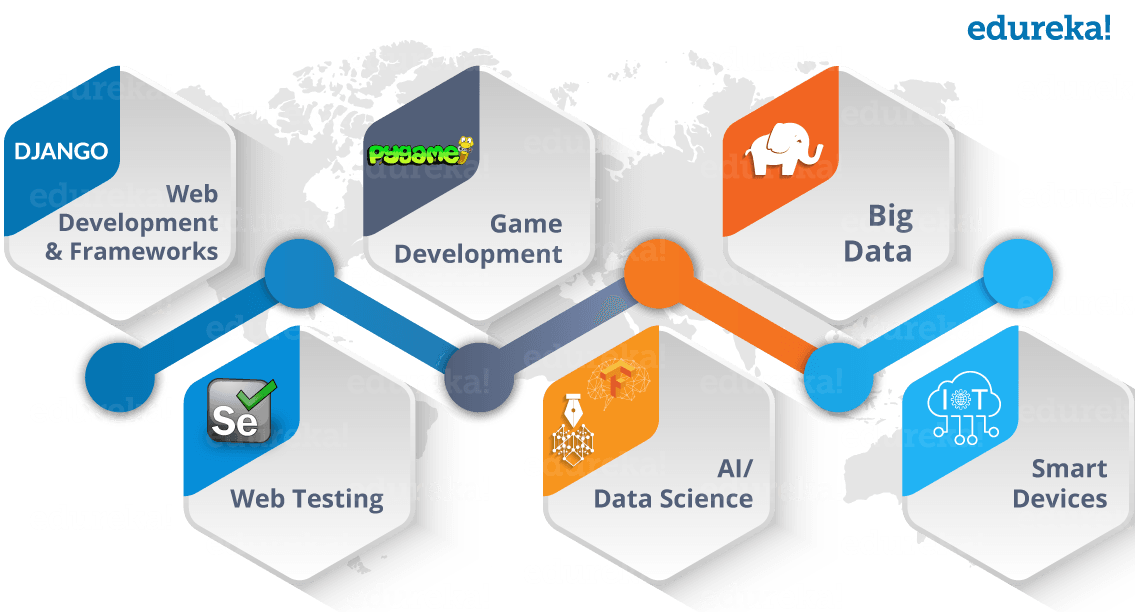 edureka!
DJANGO
Web
Development
& Frameworks
pygame
Game
Development
Big
Data
Se
Web Testing
AI/
Data Science
IOT
Smart
Devices